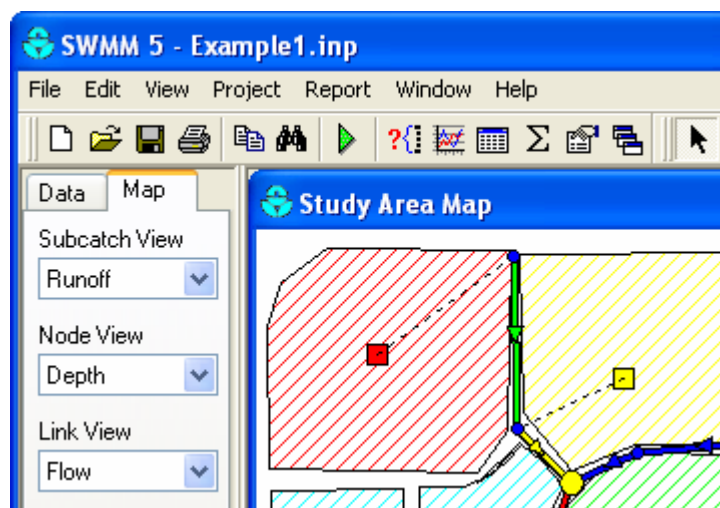 SWMM 5 - Example1.inp
File Edit View Project Report Window Help
Data Map
Study Area Map
Subcatch View
Runoff
Node View
Depth
Link View
Flow